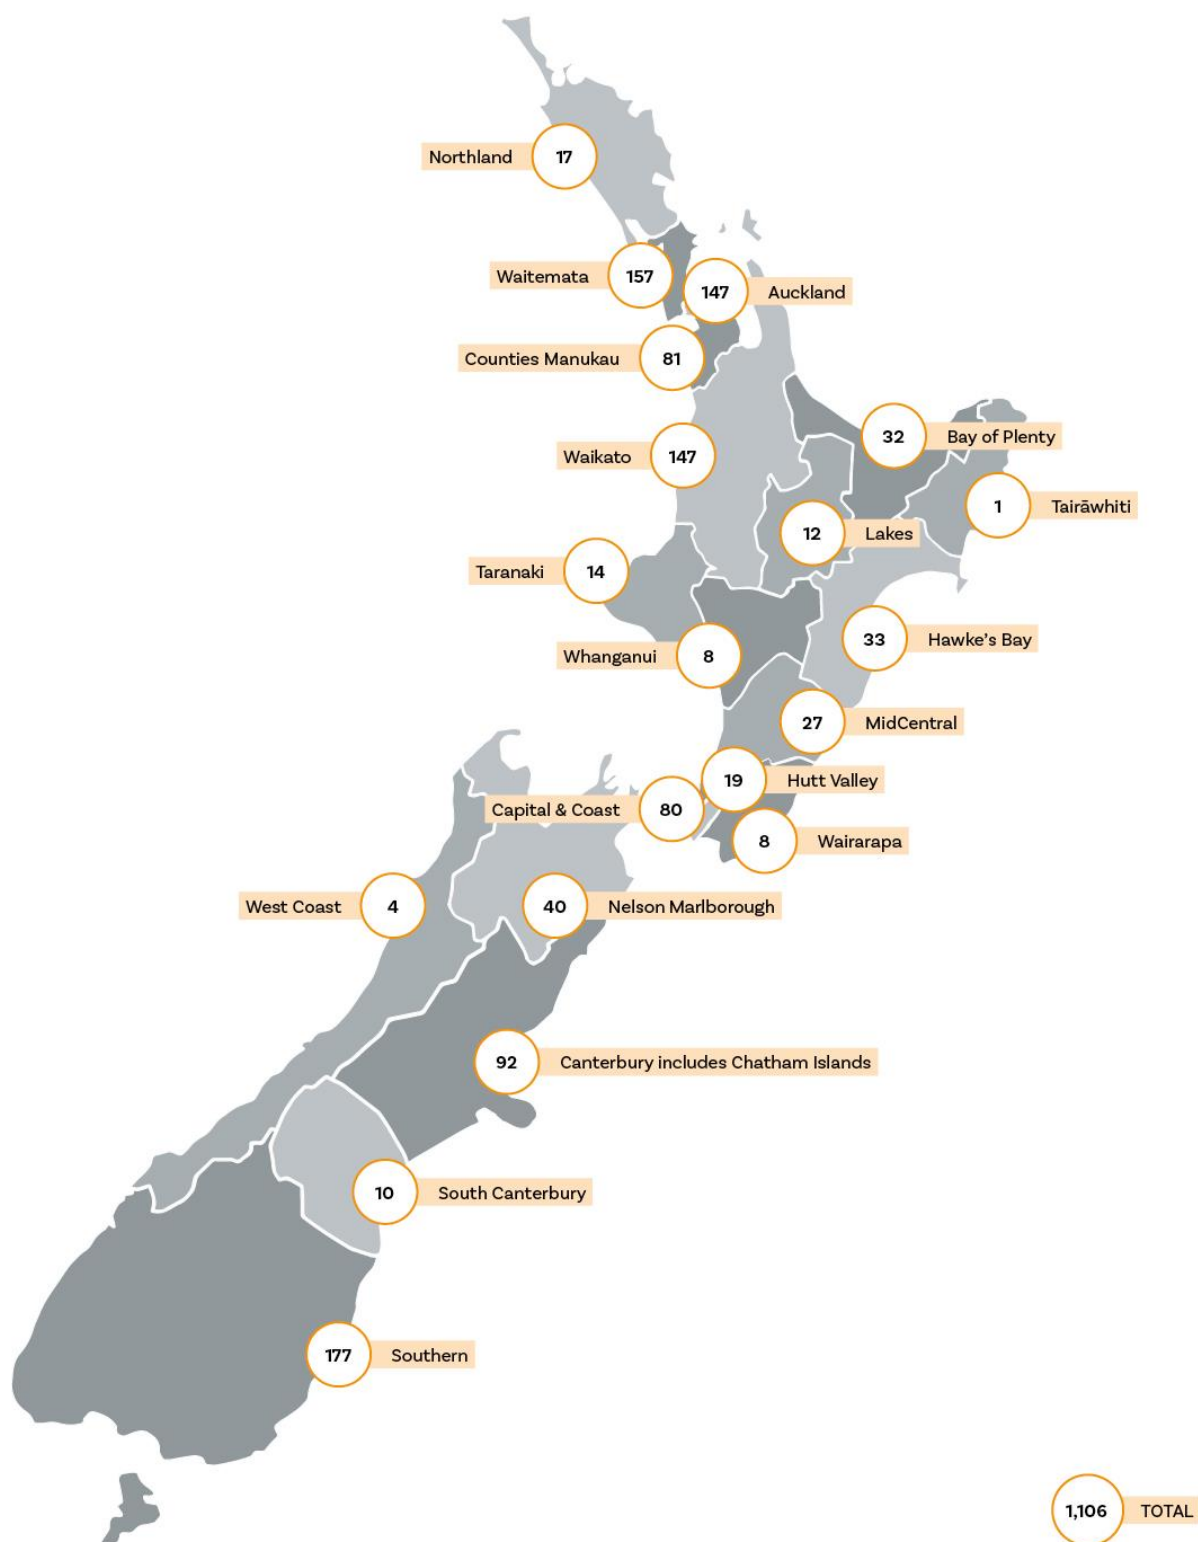 Northland 17
Waitemata 157
147 Auckland
Counties Manukau 81
32 Bay of Plenty
Waikato 147
1 Tairāwhiti
12 Lakes
Taranaki 14
33 Hawke's Bay
Whanganui 8
27 MidCentral
19 Hutt Valley
Capital & Coast 80
8 Wairarapa
West Coast 4
40 Nelson Marlborough
92 Canterbury includes Chatham Islands
10 South Canterbury
177 Southern
1,106 TOTAL